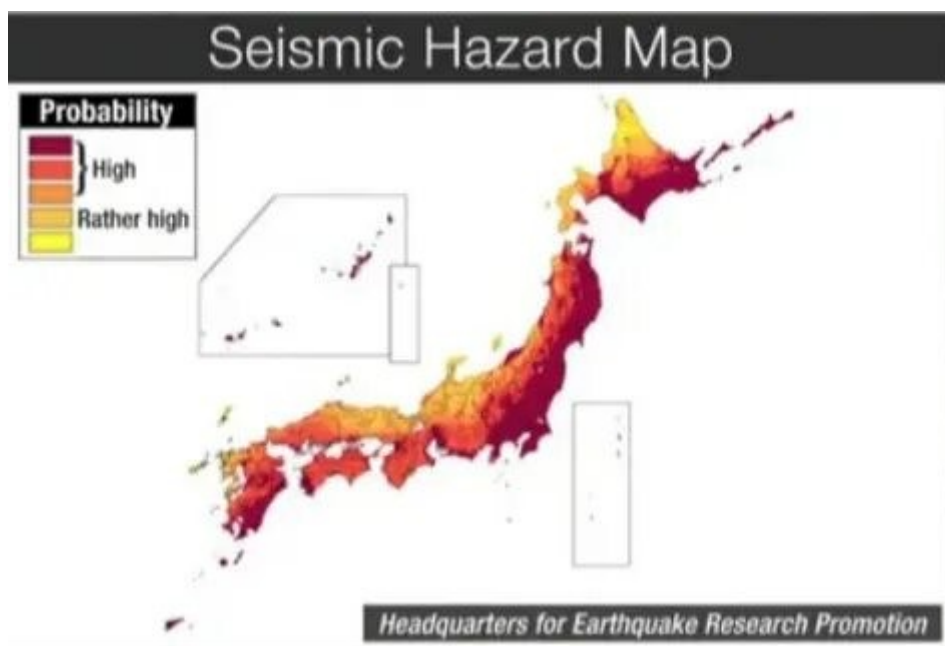 Seismic Hazard Map
Probability
High
Rather high
Headquarters for Earthquake Research Promotion